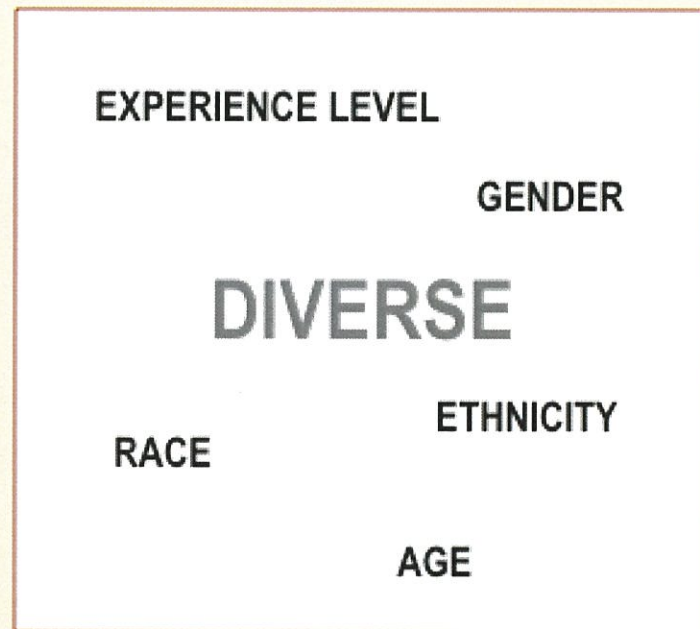 EXPERIENCE LEVEL
GENDER
DIVERSE
ETHNICITY
RACE
AGE